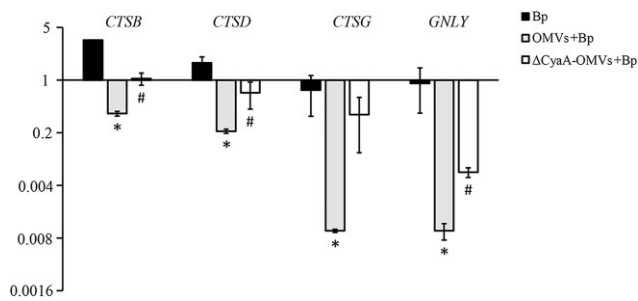 CTSB CTSD CTSG GNLY
Bp
OMVs+Bp
ΔCyaA-OMVs+Bp
5
1
0.2
0.004
0.008
0.0016
* # * # * * #